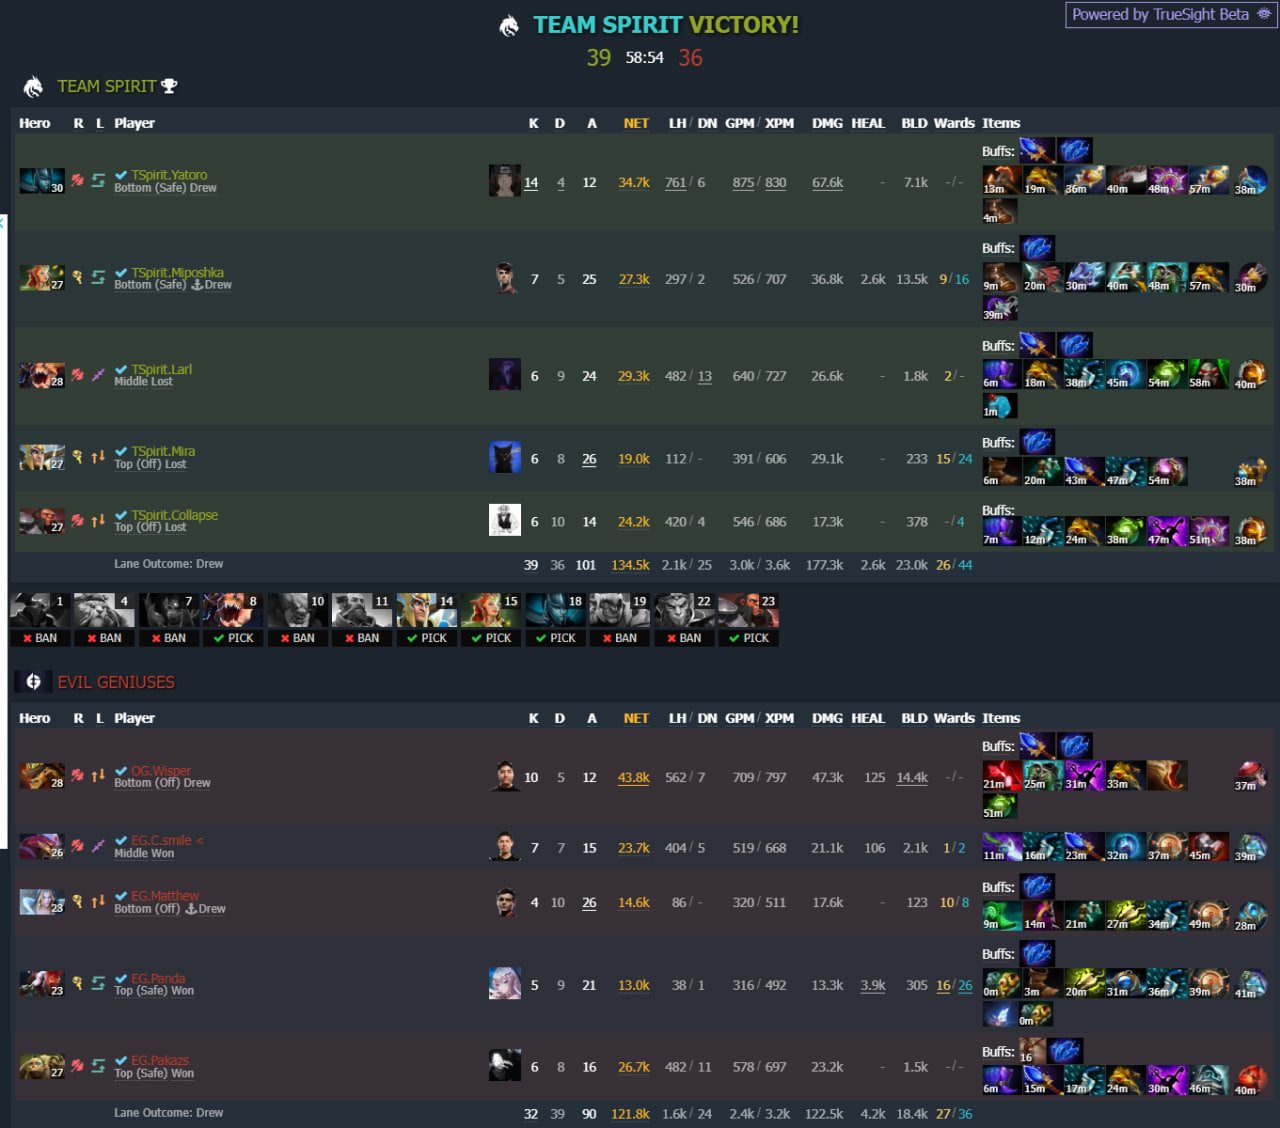 TEAM SPIRIT VICTORY!
Powered by TrueSight Beta
39 58:54 36
TEAM SPIRIT
Hero R L Player K D A NET LH/DN GPM/XPM DMG HEAL BLD Wards Items
30 TSpirit.Yatoro 14 4 12 34.7k 761/6 875/830 67.6k - 7.1k -/- Buffs:
Bottom (Safe) Drew
13m 19m 36m 40m 48m 57m 38m
4m
27 TSpirit.Miposhka 7 5 25 27.3k 297/2 526/707 36.8k 2.6k 13.5k 9/16 Buffs:
Bottom (Safe) Drew
9m 20m 30m 40m 48m 57m 30m
39m
28 TSpirit.Larl 6 9 24 29.3k 482/13 640/727 26.6k - 1.8k 2/- Buffs:
Middle Lost
6m 18m 38m 45m 54m 58m 40m
1m
27 TSpirit.Mira 6 8 26 19.0k 112/- 391/606 29.1k - 233 15/24 Buffs:
Top (Off) Lost
6m 20m 43m 47m 54m 38m
27 TSpirit.Collapse 6 10 14 24.2k 420/4 546/686 17.3k - 378 -/4 Buffs:
Top (Off) Lost
7m 12m 24m 38m 47m 51m 38m
Lane Outcome: Drew 39 36 101 134.5k 2.1k/25 3.0k/3.6k 177.3k 2.6k 23.0k 26/44
1 4 7 8 10 11 14 15 18 19 22 23
BAN BAN BAN PICK BAN BAN PICK PICK PICK BAN BAN PICK
EVIL GENIUSES
Hero R L Player K D A NET LH/DN GPM/XPM DMG HEAL BLD Wards Items
28 OG.Wisper 10 5 12 43.8k 562/7 709/797 47.3k 125 14.4k -/- Buffs:
Bottom (Off) Drew
21m 25m 31m 33m 37m
51m
26 EG.C.smile < 7 7 15 23.7k 404/5 519/668 21.1k 106 2.1k 1/2
Middle Won
11m 16m 23m 32m 37m 45m 39m
23 EG.Matthew 4 10 26 14.6k 86/- 320/511 17.6k - 123 10/8 Buffs:
Bottom (Off) Drew
9m 14m 21m 27m 34m 49m 28m
23 EG.Panda 5 9 21 13.0k 38/1 316/492 13.3k 3.9k 305 16/26 Buffs:
Top (Safe) Won
0m 3m 20m 31m 36m 39m 41m
0m
27 EG.Pakazs 6 8 16 26.7k 482/11 578/697 23.2k - 1.5k -/- Buffs: 16
Top (Safe) Won
6m 15m 17m 24m 30m 46m 40m
Lane Outcome: Drew 32 39 90 121.8k 1.6k/24 2.4k/3.2k 122.5k 4.2k 18.4k 27/36